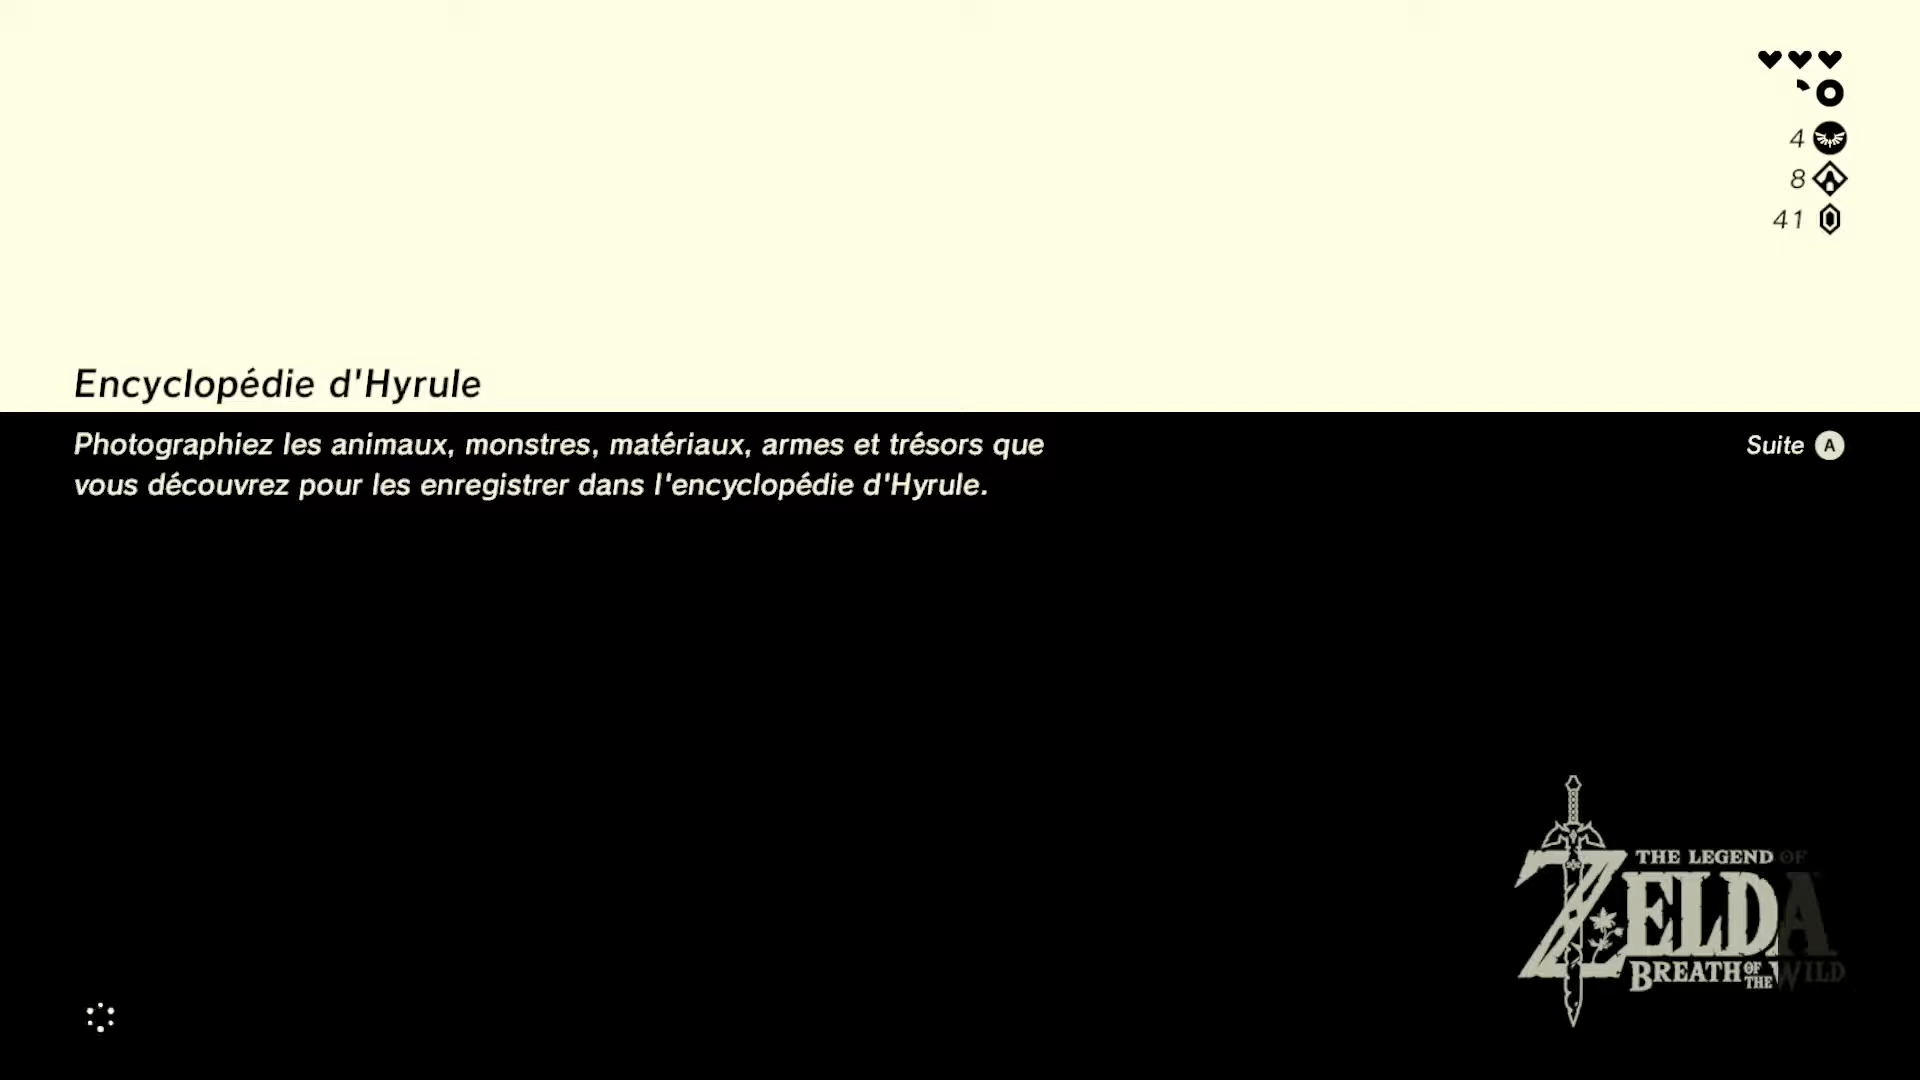 4
8
41
Encyclopédie d'Hyrule
Photographiez les animaux, monstres, matériaux, armes et trésors que
vous découvrez pour les enregistrer dans l'encyclopédie d'Hyrule.
Suite A
THE LEGEND OF
ZELDA
BREATH OF THE WILD